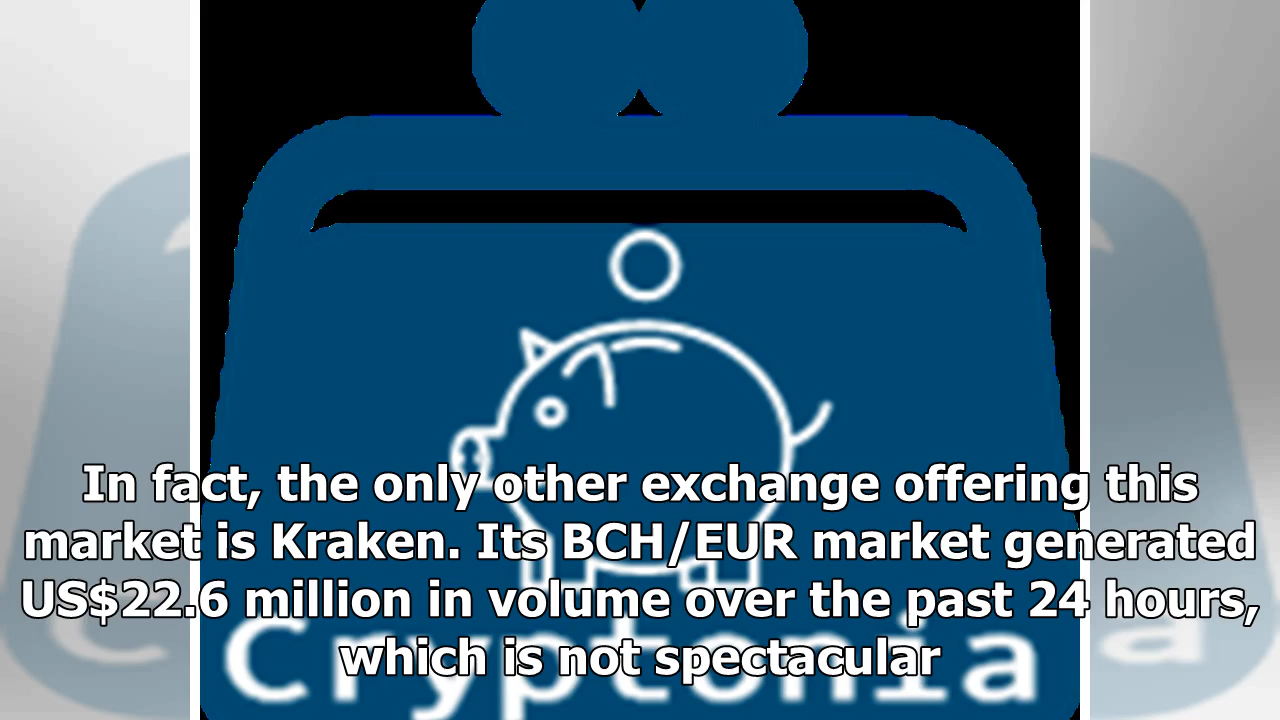 In fact, the only other exchange offering this
market is Kraken. Its BCH/EUR market generated
US$22.6 million in volume over the past 24 hours,
which is not spectacular
Cryptonia
a